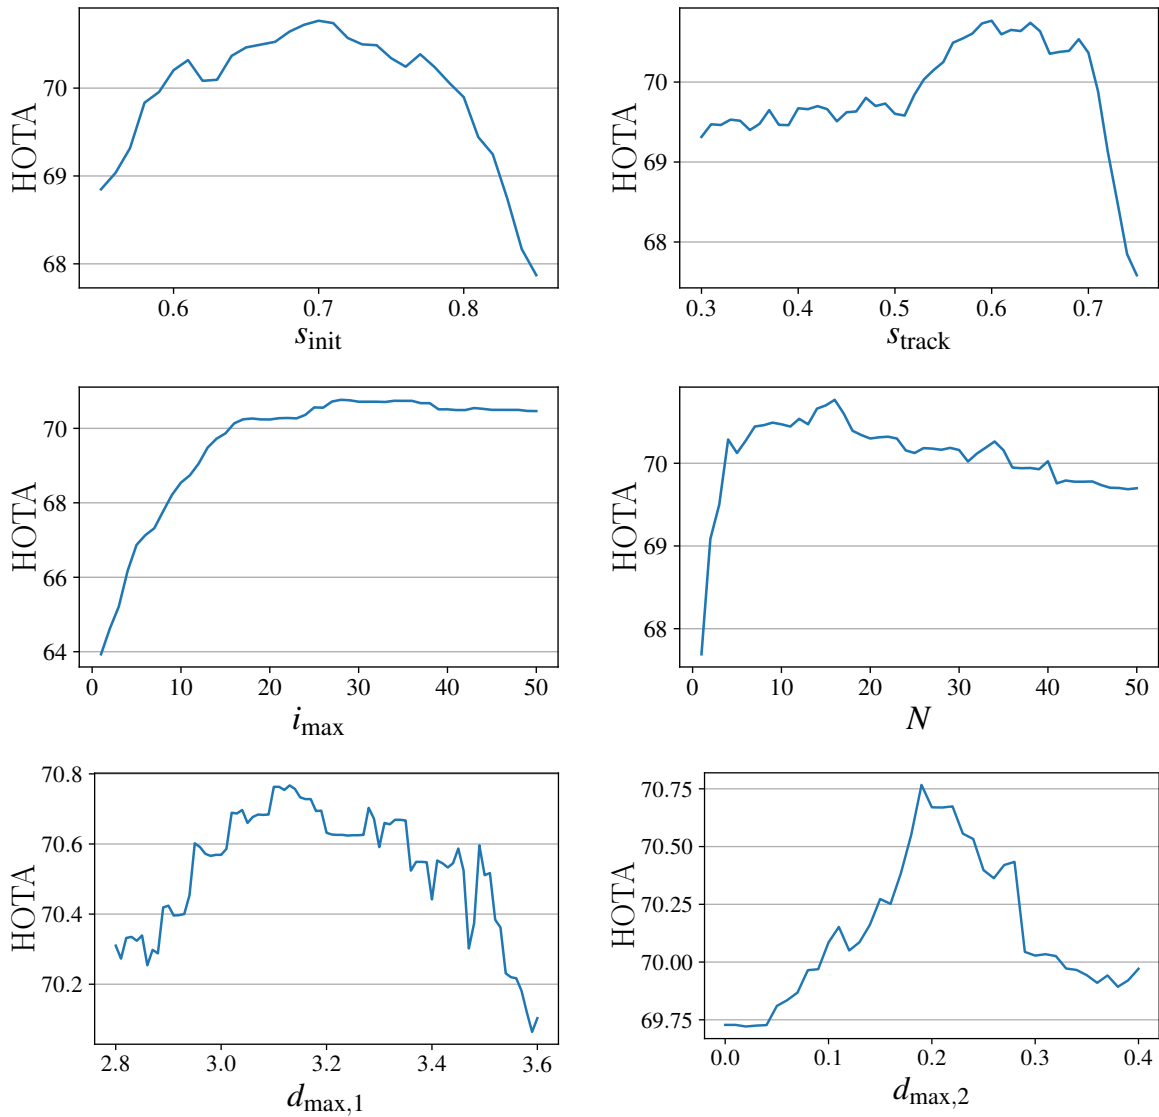 HOTA
70
69
68
0.6 0.7 0.8
s_init
HOTA
70
69
68
0.3 0.4 0.5 0.6 0.7
s_track
HOTA
70
68
66
64
0 10 20 30 40 50
i_max
HOTA
70
69
68
0 10 20 30 40 50
N
HOTA
70.8
70.6
70.4
70.2
2.8 3.0 3.2 3.4 3.6
d_max,1
HOTA
70.75
70.50
70.25
70.00
69.75
0.0 0.1 0.2 0.3 0.4
d_max,2